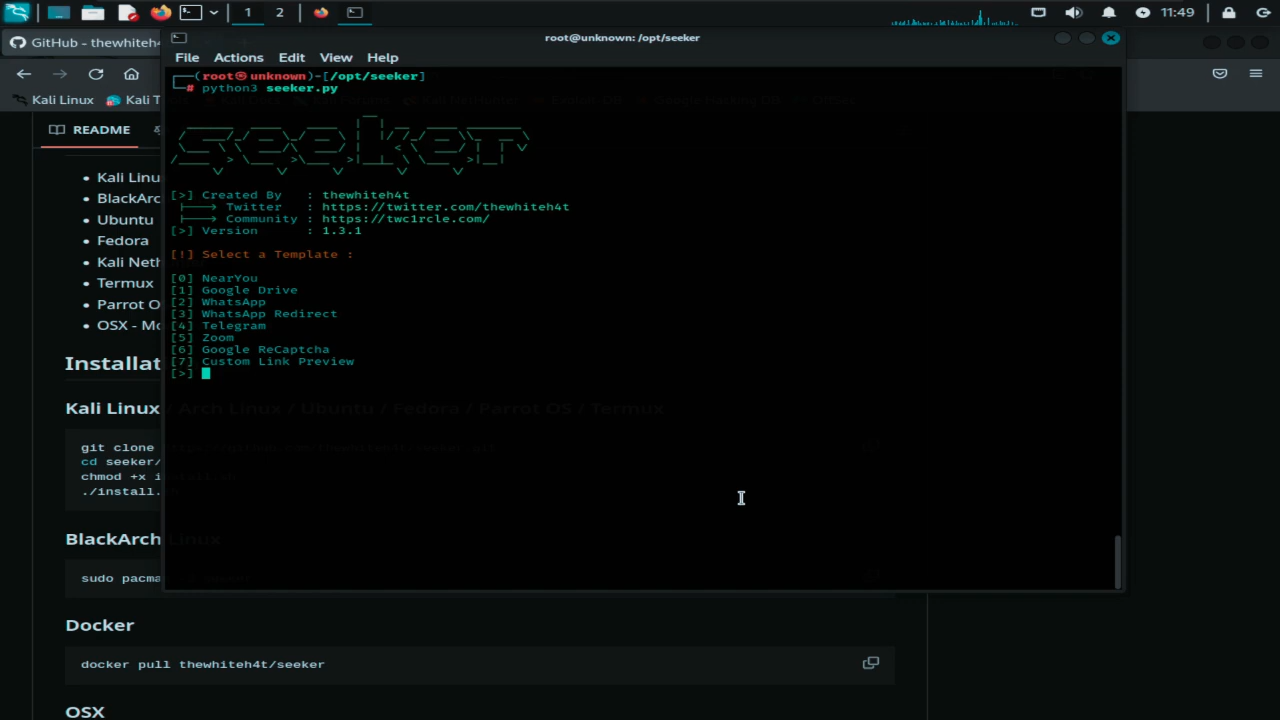 1 2 11:49
GitHub - thewhiteh4
root@unknown: /opt/seeker
File Actions Edit View Help
Kali Linux
Kali T
README
Kali Linu
BlackArc
Ubuntu
Fedora
Kali Neth
Termux
Parrot O
OSX - Mo
Installat
Kali Linux / Arch Linux / Ubuntu / Fedora / Parrot OS / Termux
git clone
cd seeker/
chmod +x install.sh
./install.sh
BlackArch Linux
sudo pacma
Docker
docker pull thewhiteh4t/seeker
OSX
(root㉿unknown)-[/opt/seeker]
# python3 seeker.py
seeker
[>] Created By : thewhiteh4t
|---> Twitter : https://twitter.com/thewhiteh4t
|---> Community : https://twc1rcle.com/
[>] Version : 1.3.1
[!] Select a Template :
[0] NearYou
[1] Google Drive
[2] WhatsApp
[3] WhatsApp Redirect
[4] Telegram
[5] Zoom
[6] Google ReCaptcha
[7] Custom Link Preview
[>]